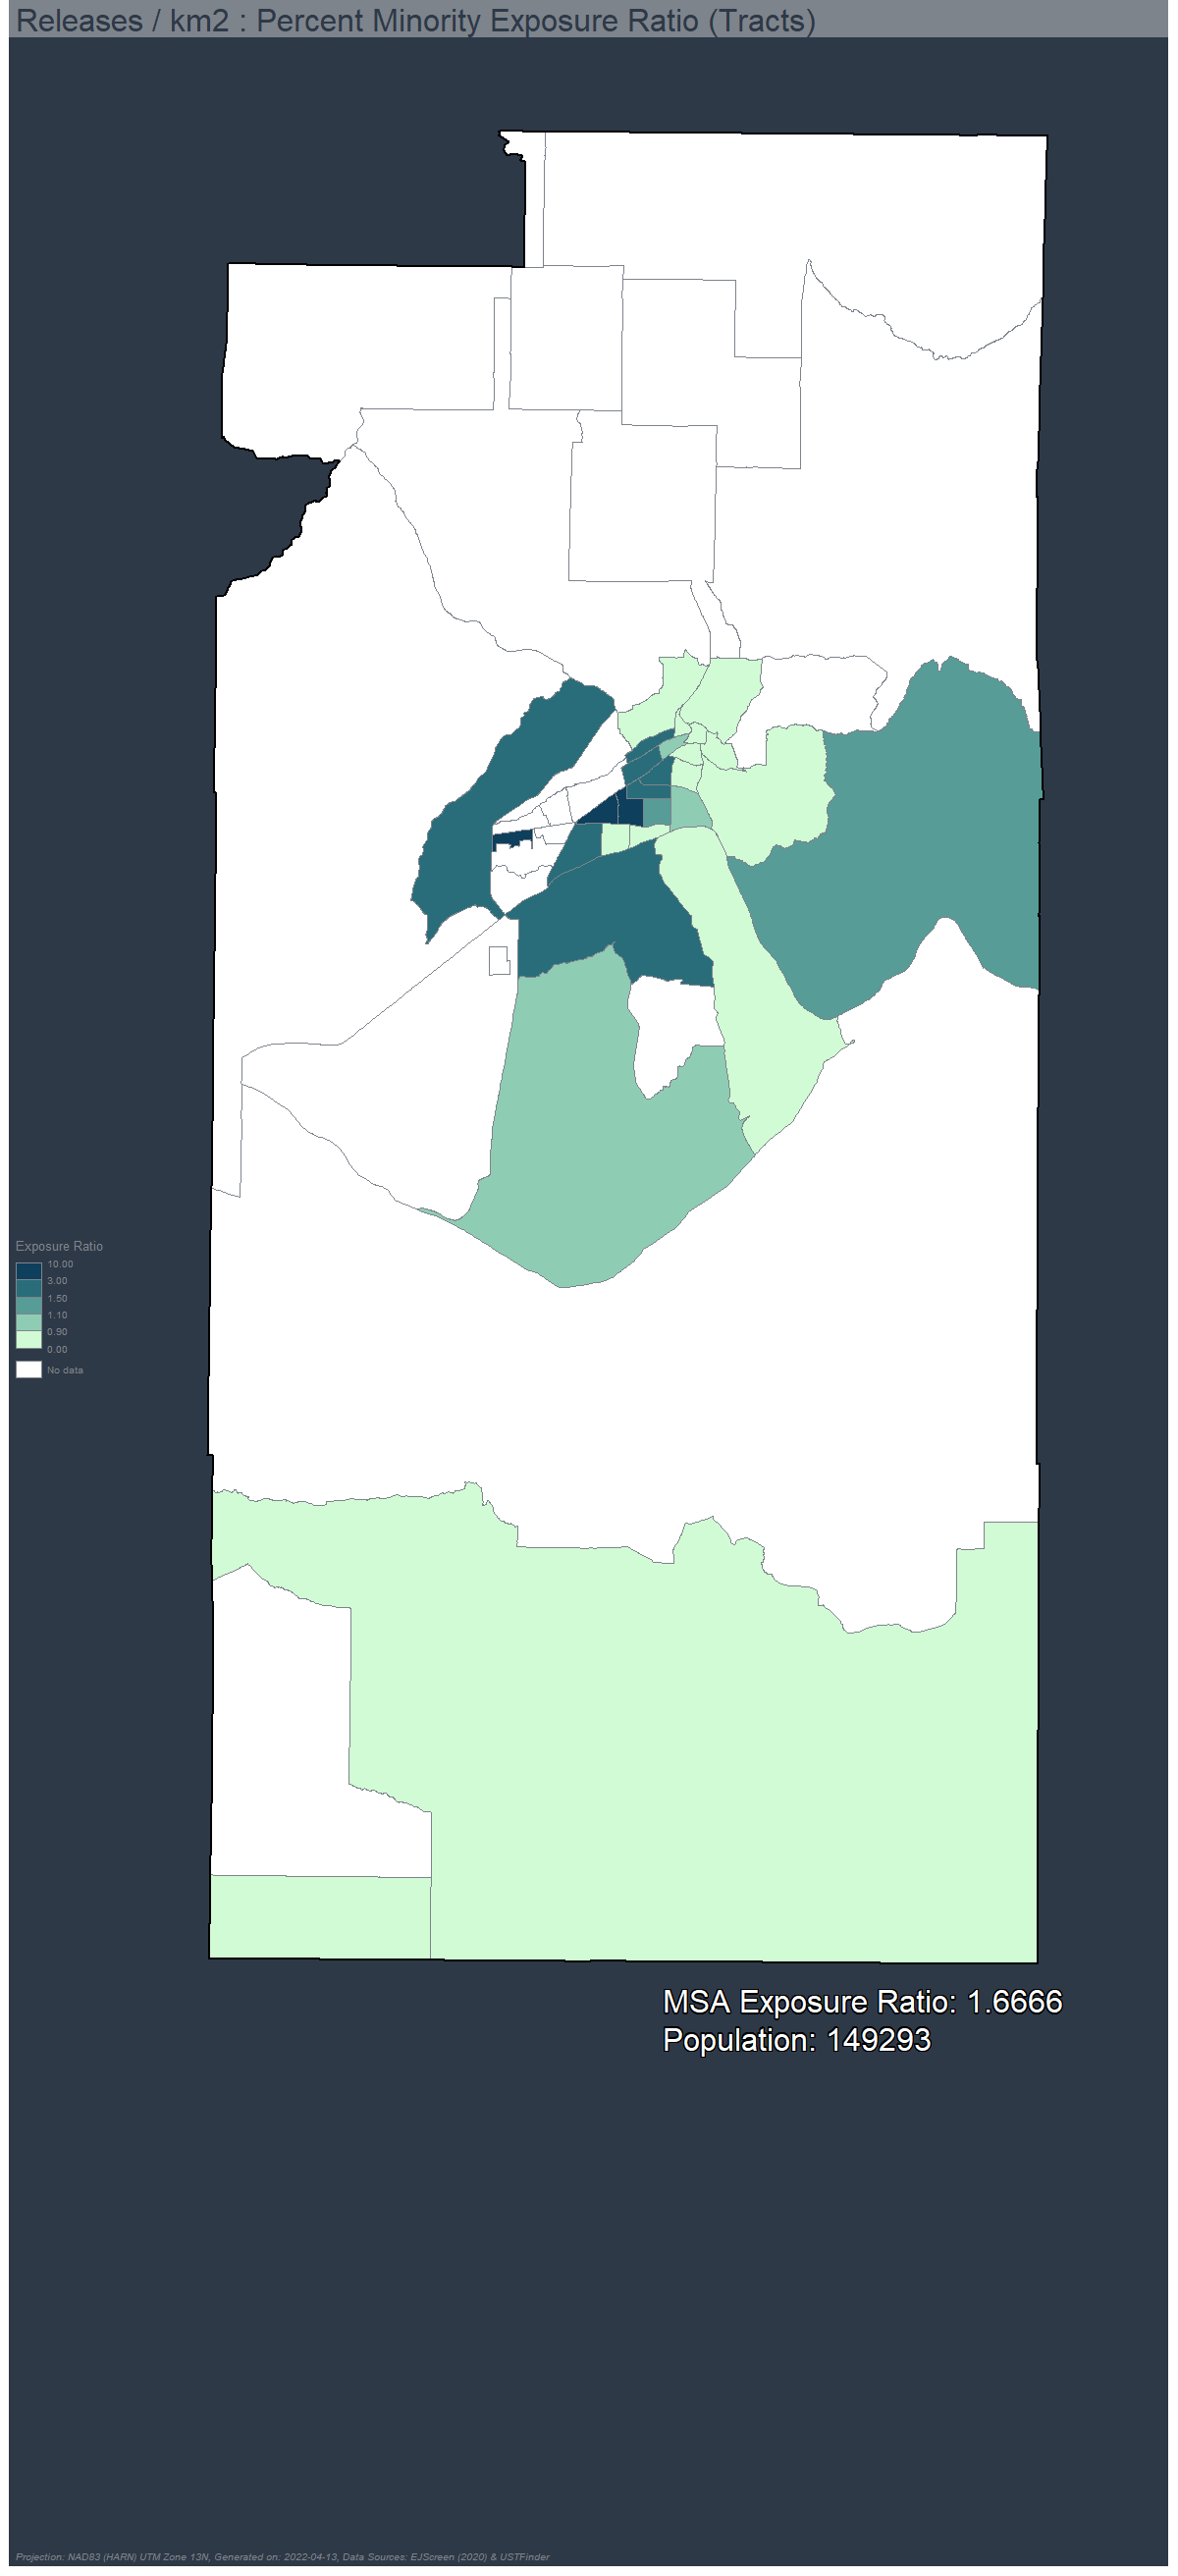 Releases / km2 : Percent Minority Exposure Ratio (Tracts)
Exposure Ratio
10.00
3.00
1.50
1.10
0.90
0.00
No data
MSA Exposure Ratio: 1.6666
Population: 149293
Projection: NAD83 (HARN) UTM Zone 13N, Generated on: 2022-04-13, Data Sources: EJScreen (2020) & USTFinder